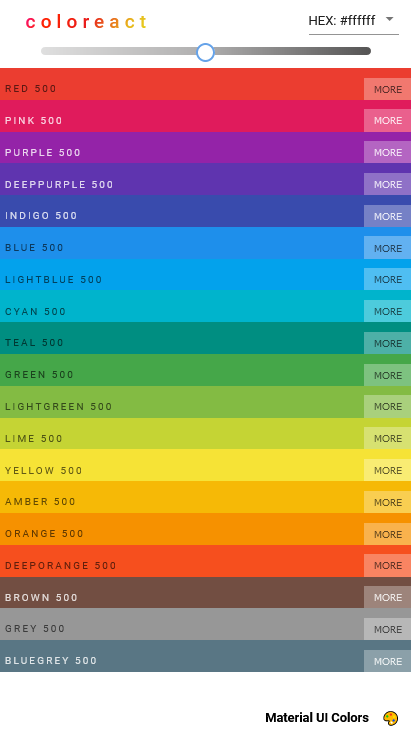 coloreact
HEX: #ffffff
RED 500 MORE
PINK 500 MORE
PURPLE 500 MORE
DEEPPURPLE 500 MORE
INDIGO 500 MORE
BLUE 500 MORE
LIGHTBLUE 500 MORE
CYAN 500 MORE
TEAL 500 MORE
GREEN 500 MORE
LIGHTGREEN 500 MORE
LIME 500 MORE
YELLOW 500 MORE
AMBER 500 MORE
ORANGE 500 MORE
DEEPORANGE 500 MORE
BROWN 500 MORE
GREY 500 MORE
BLUEGREY 500 MORE
Material UI Colors